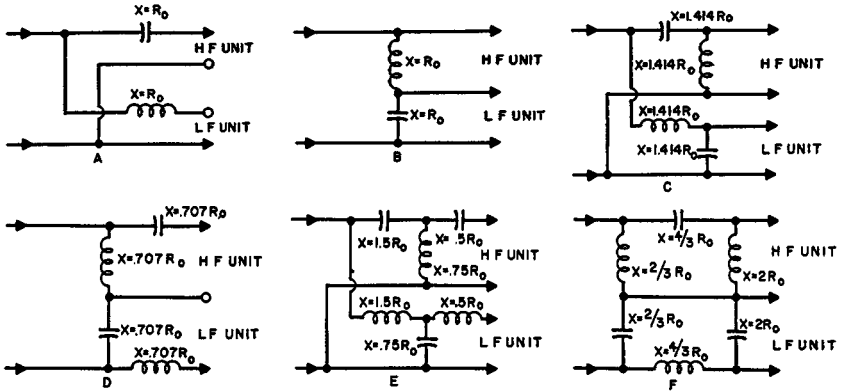 X=R₀
H F UNIT
X=R₀
L F UNIT
A
X=R₀
H F UNIT
X=R₀
L F UNIT
B
X=1.414R₀
X=1.414R₀
H F UNIT
X=1.414R₀
X=1.414R₀
L F UNIT
C
X=.707R₀
X=.707R₀
H F UNIT
X=.707R₀
LF UNIT
X=.707R₀
D
X=1.5R₀
X= .5R₀
H F UNIT
X=.75R₀
X=1.5R₀
X=.5R₀
X=.75R₀
L F UNIT
E
X=4/3 R₀
H F UNIT
X=2/3 R₀
X=2R₀
X=2/3 R₀
X=2R₀
X=4/3 R₀
L F UNIT
F